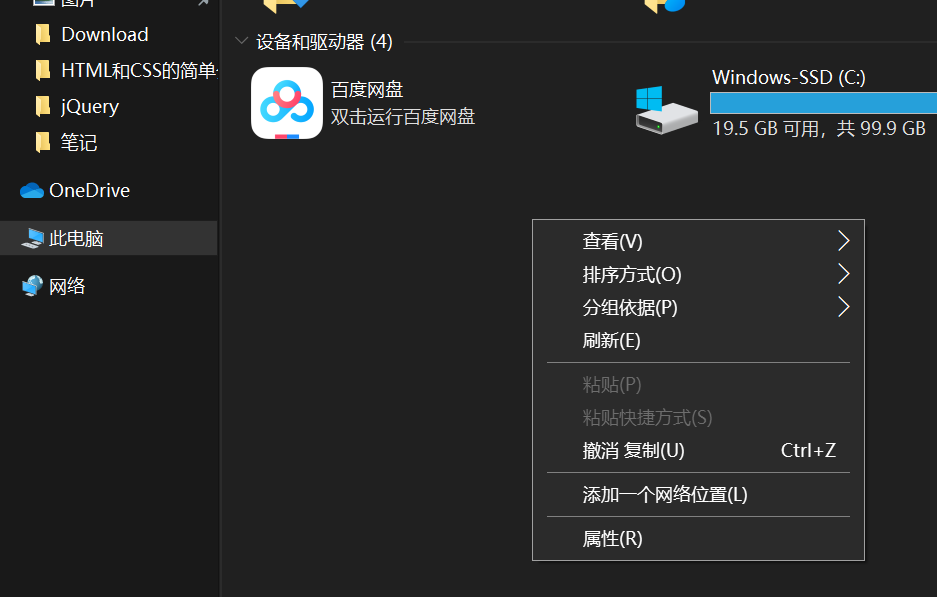 图片
Download
HTML和CSS的简单
jQuery
笔记
OneDrive
此电脑
网络
设备和驱动器 (4)
百度网盘
双击运行百度网盘
Windows-SSD (C:)
19.5 GB 可用，共 99.9 GB
查看(V)
排序方式(O)
分组依据(P)
刷新(E)
粘贴(P)
粘贴快捷方式(S)
撤消 复制(U) Ctrl+Z
添加一个网络位置(L)
属性(R)